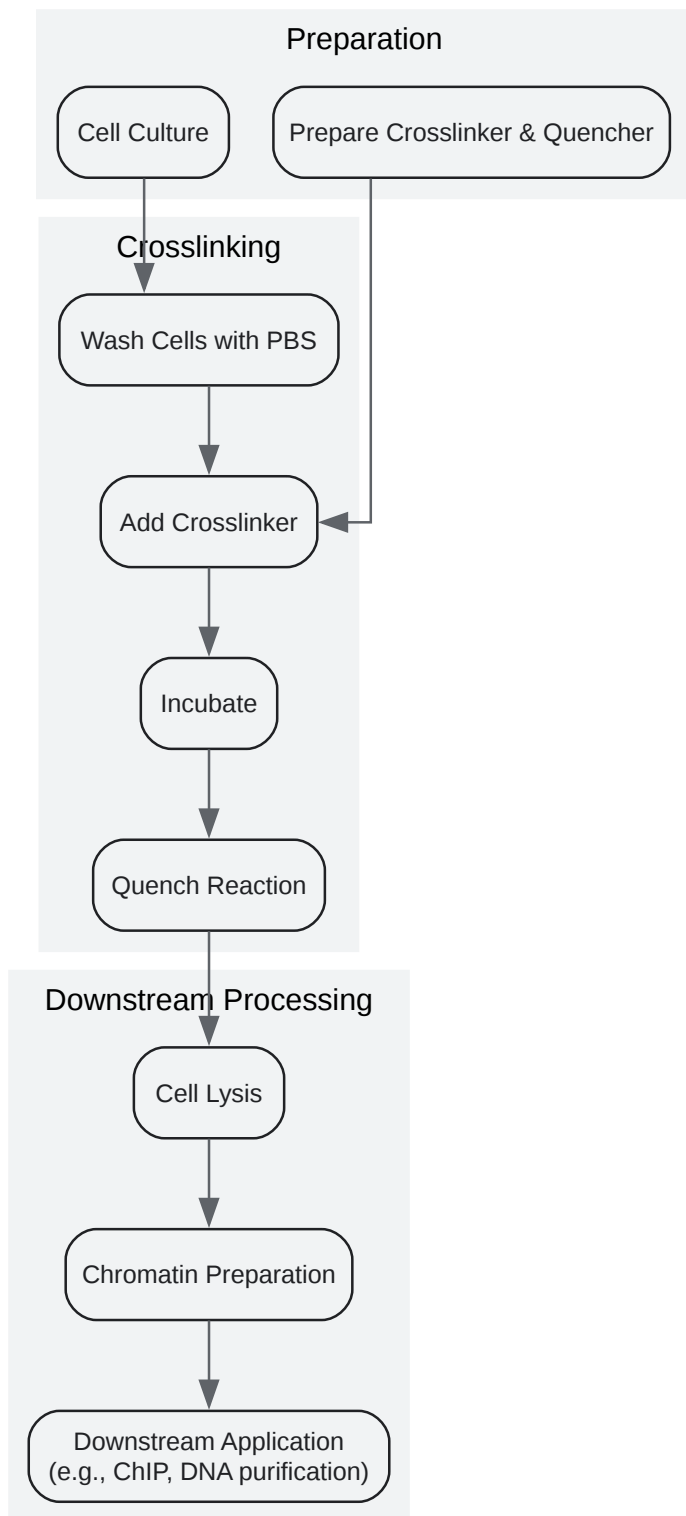 Preparation
Cell Culture
Prepare Crosslinker & Quencher
Crosslinking
Wash Cells with PBS
Add Crosslinker
Incubate
Quench Reaction
Downstream Processing
Cell Lysis
Chromatin Preparation
Downstream Application
(e.g., ChIP, DNA purification)